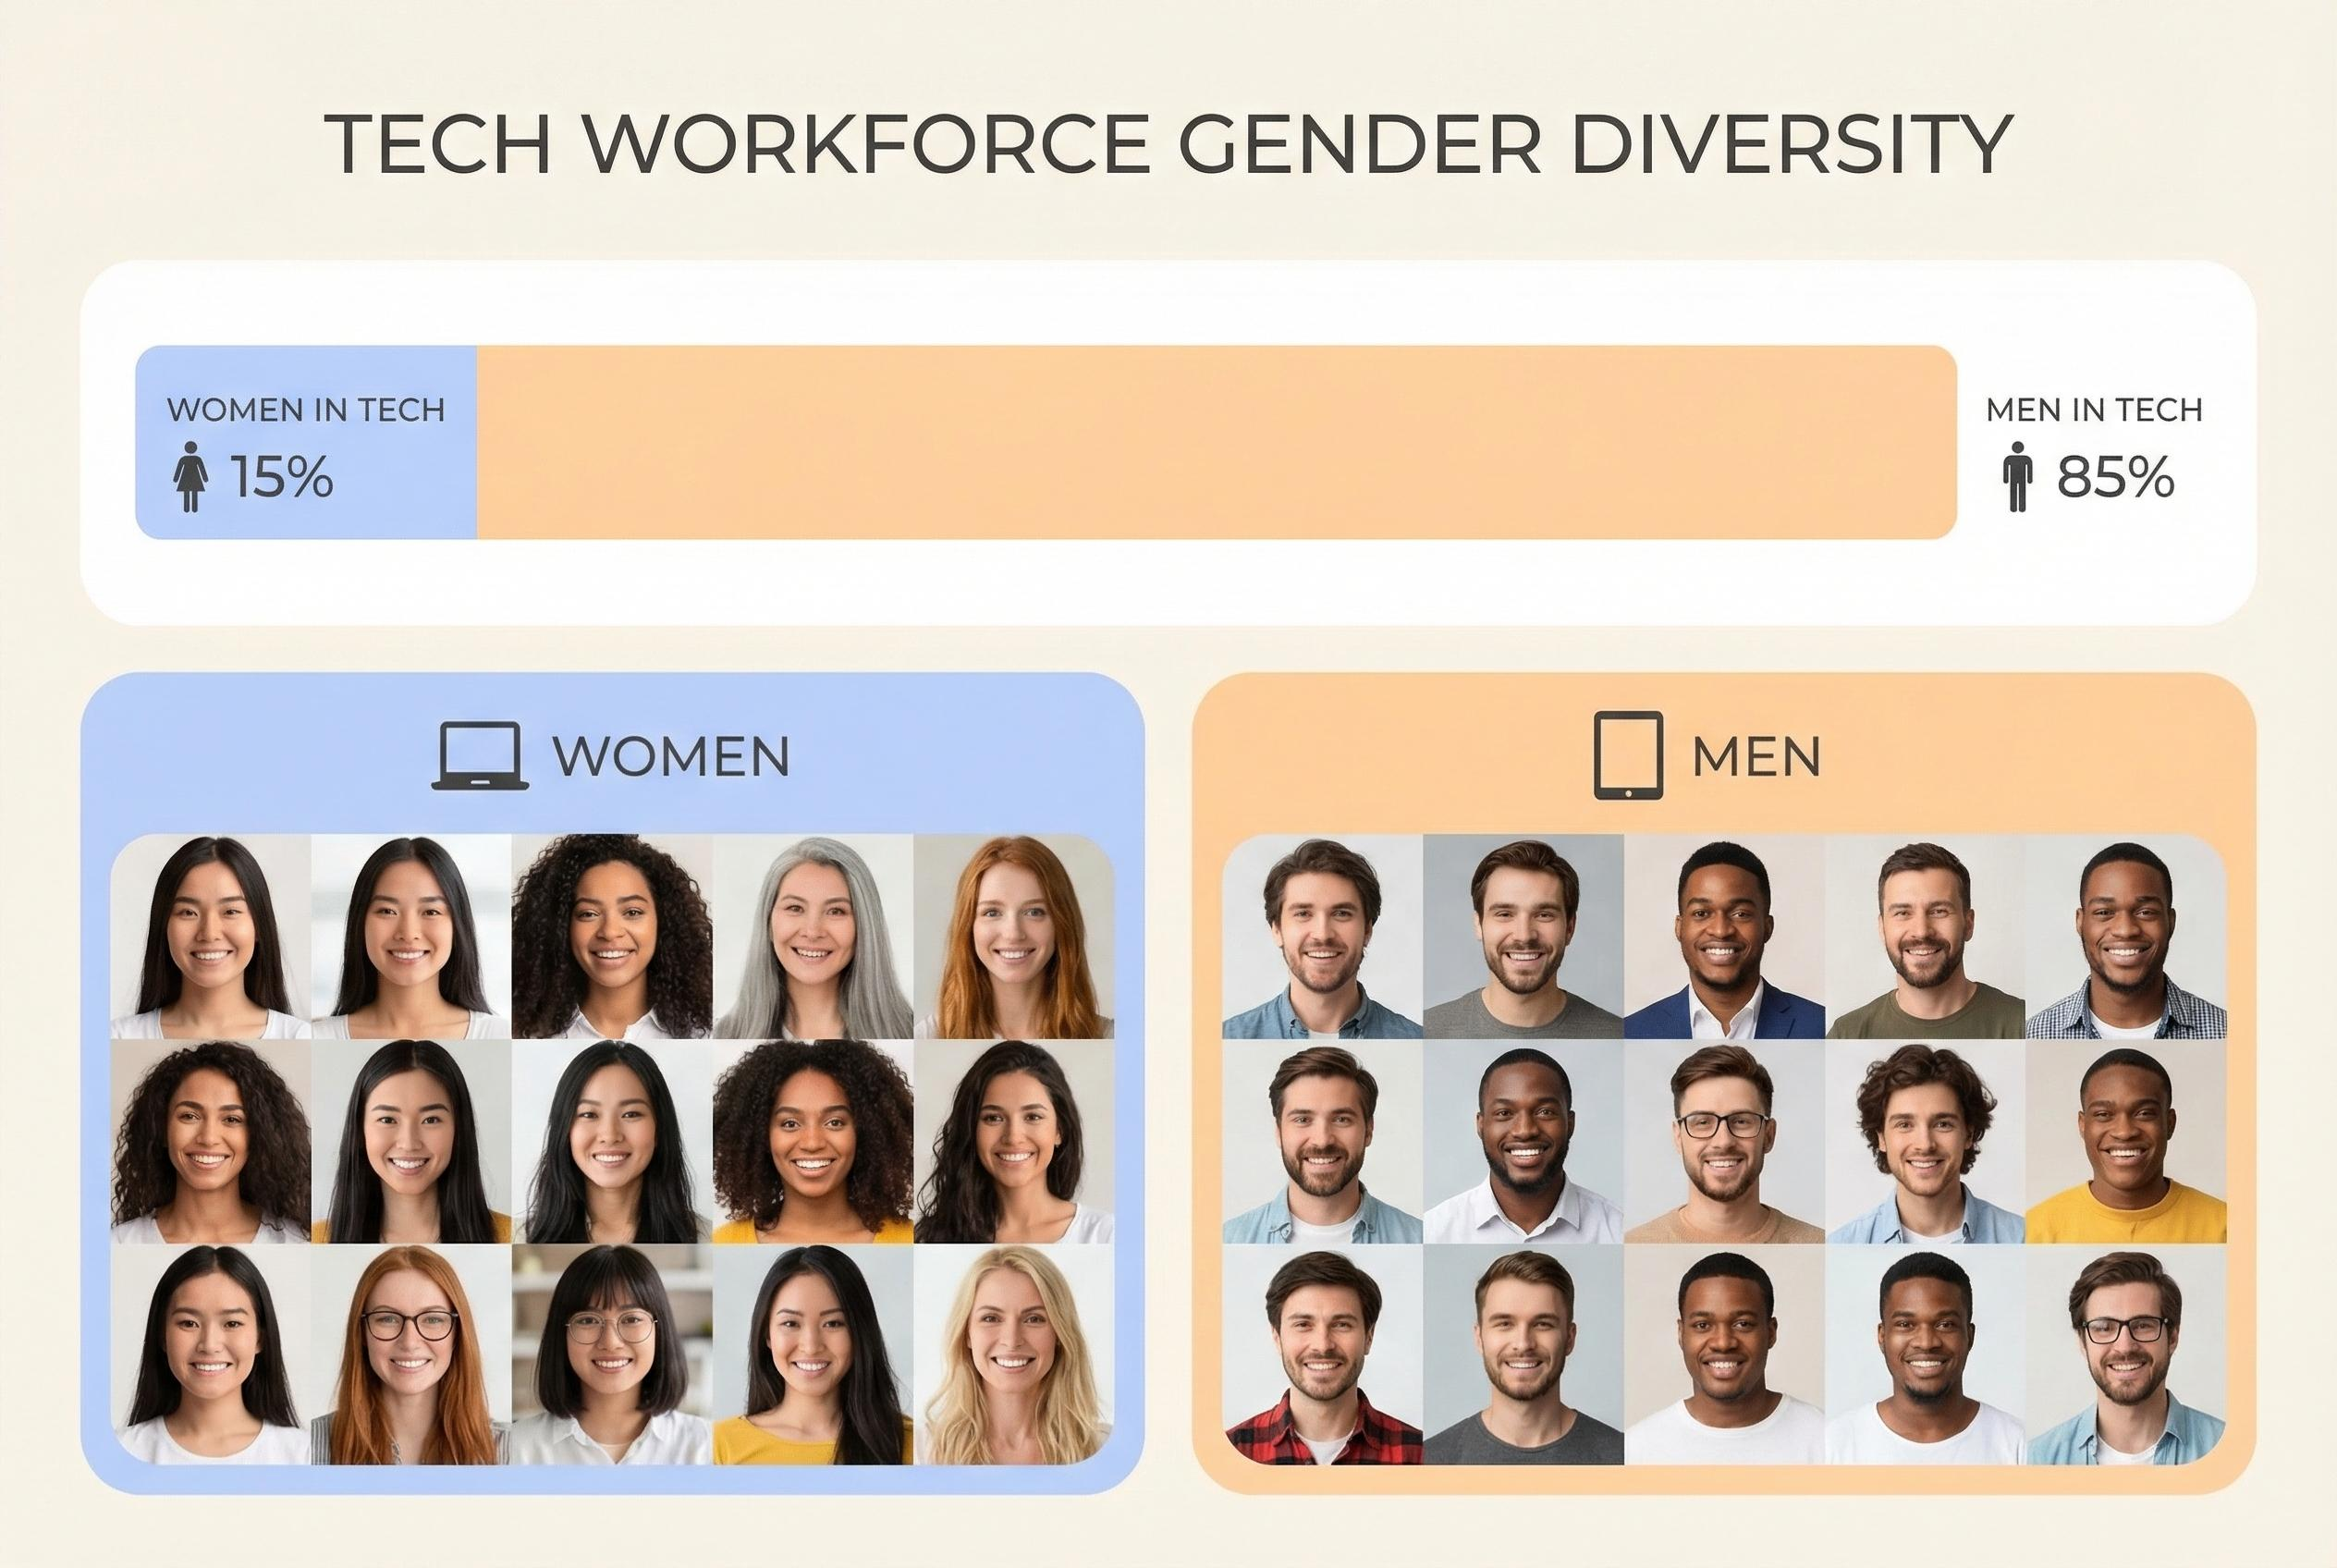 TECH WORKFORCE GENDER DIVERSITY
WOMEN IN TECH
15%
MEN IN TECH
85%
WOMEN
MEN